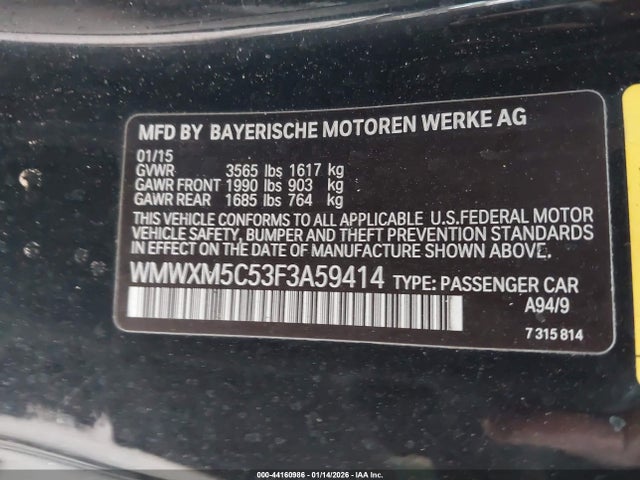 MFD BY BAYERISCHE MOTOREN WERKE AG
01/15
GVWR 3565 lbs 1617 kg
GAWR FRONT 1990 lbs 903 kg
GAWR REAR 1685 lbs 764 kg
THIS VEHICLE CONFORMS TO ALL APPLICABLE U.S.FEDERAL MOTOR
VEHICLE SAFETY, BUMPER AND THEFT PREVENTION STANDARDS
IN EFFECT ON THE DATE OF MANUFACTURE SHOWN ABOVE.
WMWXM5C53F3A59414 TYPE: PASSENGER CAR
A94/9
7 315 814
000-44160986 - 01/14/2026 - IAA Inc.